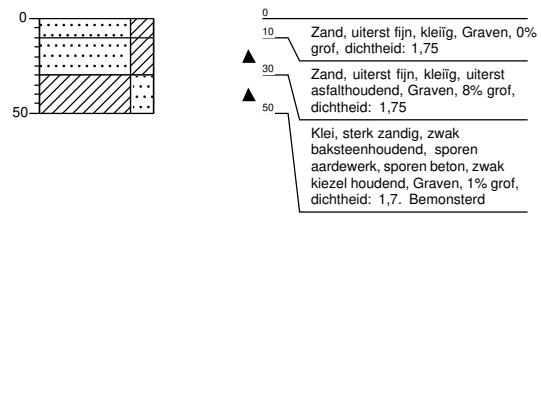 0
50
0
10
Zand, uiterst fijn, kleiïg, Graven, 0%
grof, dichtheid: 1,75
30
Zand, uiterst fijn, kleiïg, uiterst
asfalthoudend, Graven, 8% grof,
dichtheid: 1,75
50
Klei, sterk zandig, zwak
baksteenhoudend, sporen
aardewerk, sporen beton, zwak
kiezel houdend, Graven, 1% grof,
dichtheid: 1,7. Bemonsterd